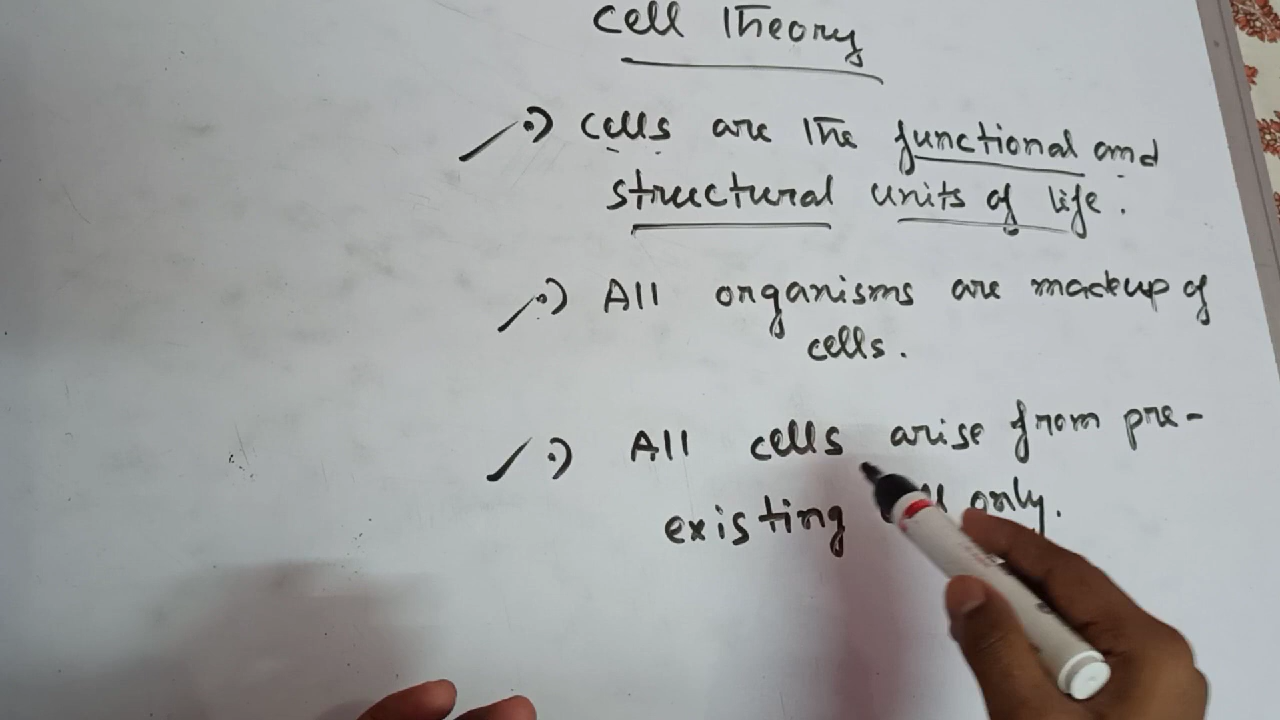 Cell Theory
·) Cells are the functional and
structural units of life.
·) All organisms are madeup of
cells.
·) All cells arise from pre-
existing only.